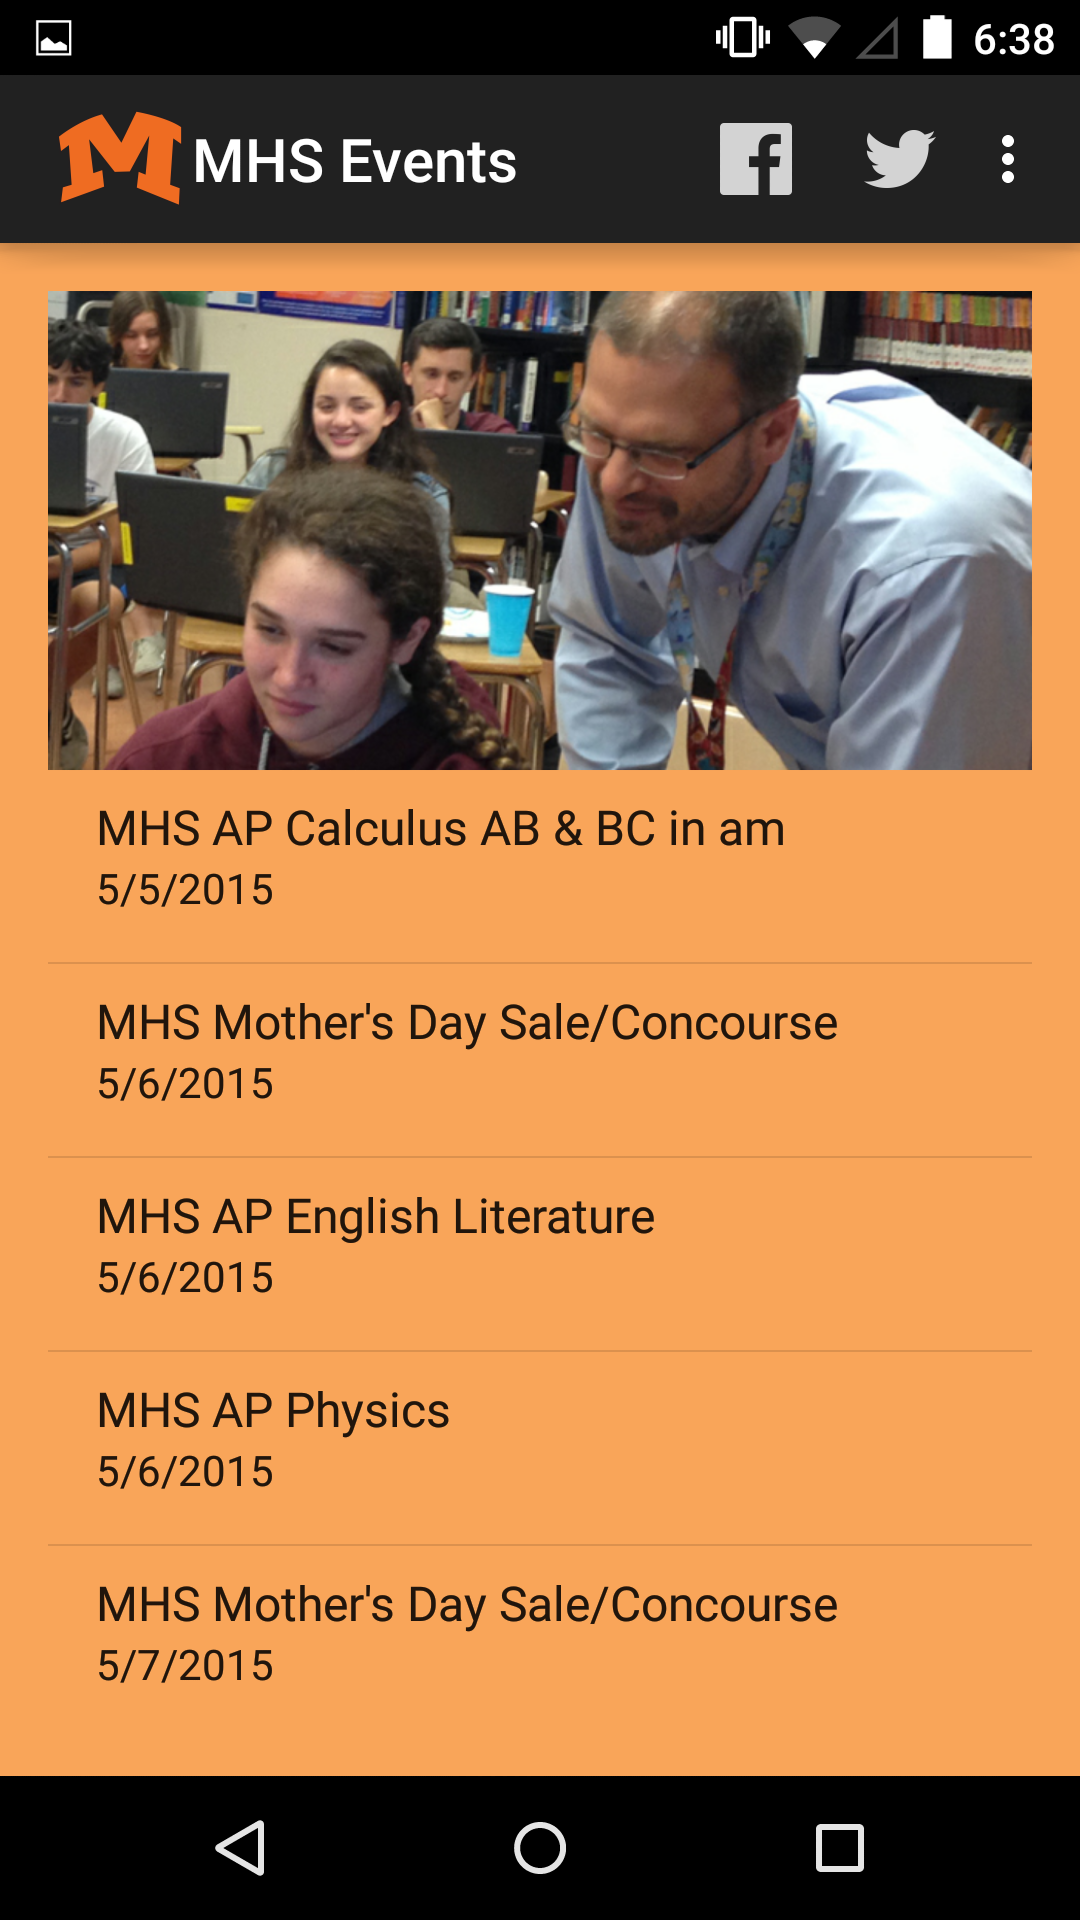 6:38
MHS Events
MHS AP Calculus AB & BC in am
5/5/2015
MHS Mother's Day Sale/Concourse
5/6/2015
MHS AP English Literature
5/6/2015
MHS AP Physics
5/6/2015
MHS Mother's Day Sale/Concourse
5/7/2015